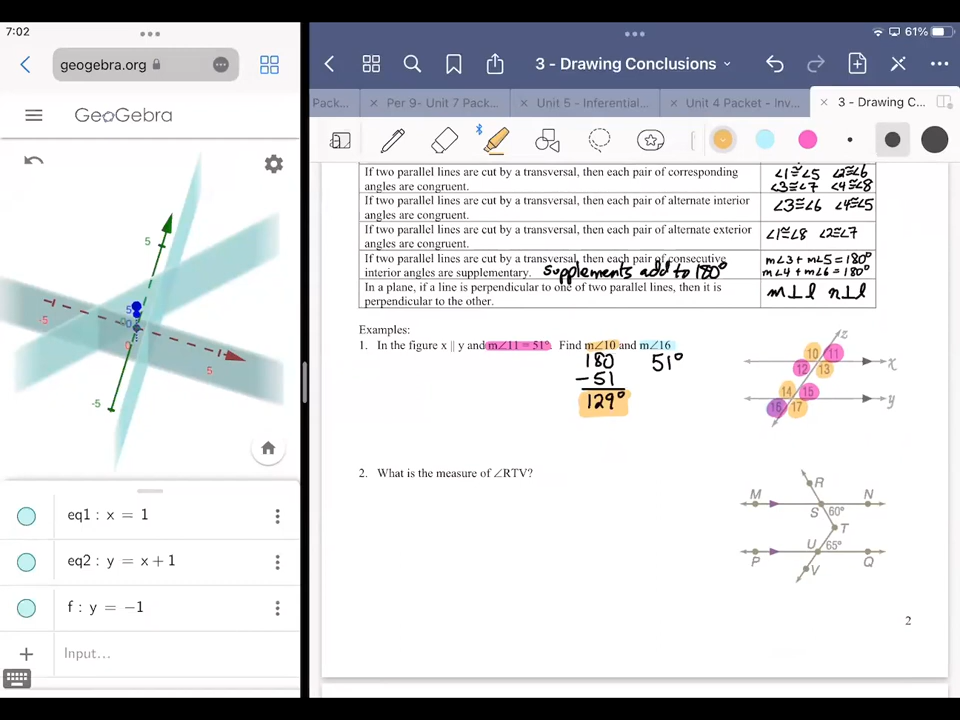 7:02
61%
geogebra.org
3 - Drawing Conclusions
Pack...
Per 9- Unit 7 Pack...
Unit 5 - Inferential...
Unit 4 Packet - Inv...
3 - Drawing C...
GeoGebra
5
5
0
0
-5
5
-5
eq1 : x = 1
eq2 : y = x + 1
f : y = −1
Input...
If two parallel lines are cut by a transversal, then each pair of corresponding
angles are congruent.
∠1≅∠5 ∠2≅∠6
∠3≅∠7 ∠4≅∠8
If two parallel lines are cut by a transversal, then each pair of alternate interior
angles are congruent.
∠3≅∠6 ∠4≅∠5
If two parallel lines are cut by a transversal, then each pair of alternate exterior
angles are congruent.
∠1≅∠8 ∠2≅∠7
If two parallel lines are cut by a transversal, then each pair of consecutive
interior angles are supplementary. supplements add to 180°
m∠3 + m∠5 = 180°
m∠4 + m∠6 = 180°
In a plane, if a line is perpendicular to one of two parallel lines, then it is
perpendicular to the other.
m⊥l n⊥l
Examples:
1. In the figure x || y and m∠11 = 51°. Find m∠10 and m∠16
180
51°
− 51
129°
z
10 11
12 13
x
14 15
16 17
y
2. What is the measure of ∠RTV?
R
M N
S 60°
T
U 65°
P Q
V
2